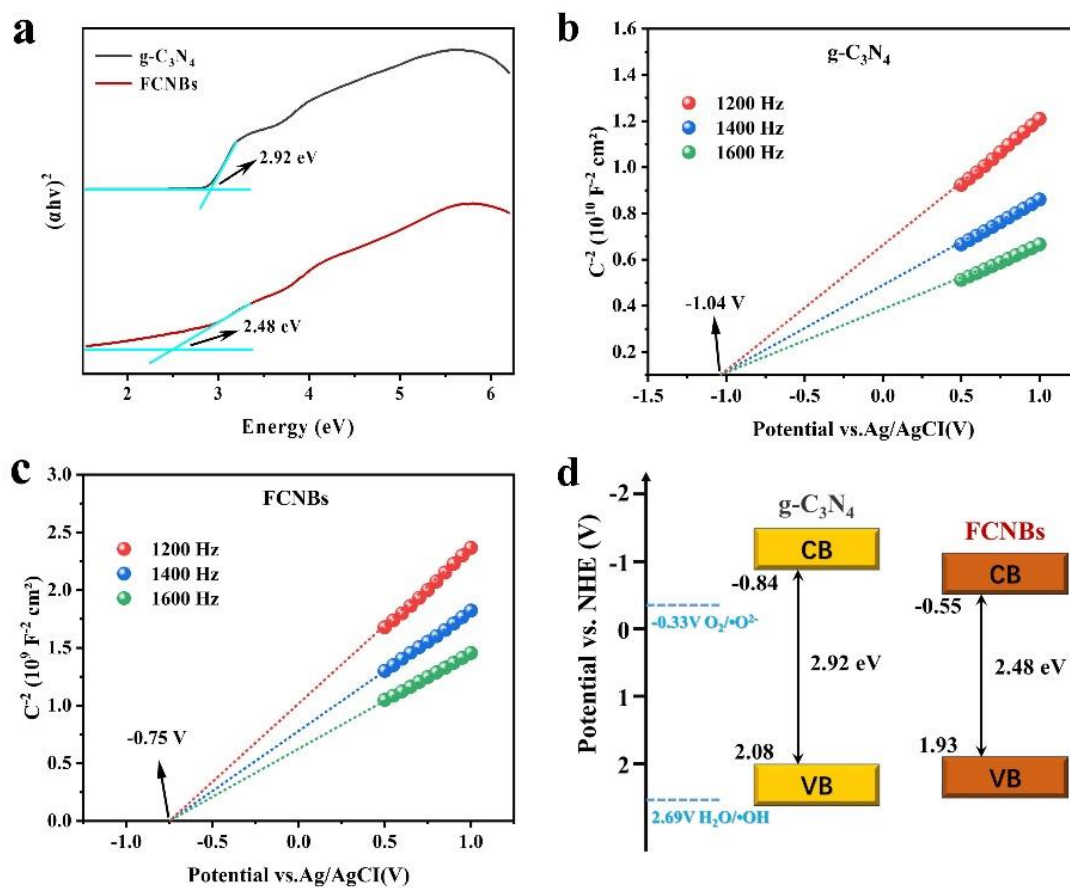 a
g-C₃N₄
FCNBs
2.92 eV
2.48 eV
(αhν)²
2 3 4 5 6
Energy (eV)
b
g-C₃N₄
1200 Hz
1400 Hz
1600 Hz
-1.04 V
C⁻² (10¹⁰ F⁻² cm²)
1.6
1.4
1.2
1.0
0.8
0.6
0.4
0.2
-1.5 -1.0 -0.5 0.0 0.5 1.0
Potential vs.Ag/AgCI(V)
c
FCNBs
1200 Hz
1400 Hz
1600 Hz
-0.75 V
C⁻² (10⁹ F⁻² cm²)
3.0
2.5
2.0
1.5
1.0
0.5
0.0
-1.0 -0.5 0.0 0.5 1.0
Potential vs.Ag/AgCI(V)
d
Potential vs. NHE (V)
-2
-1
0
1
2
g-C₃N₄
CB
-0.84
2.92 eV
2.08
VB
FCNBs
CB
-0.55
2.48 eV
1.93
VB
-0.33V O₂/•O²⁻
2.69V H₂O/•OH